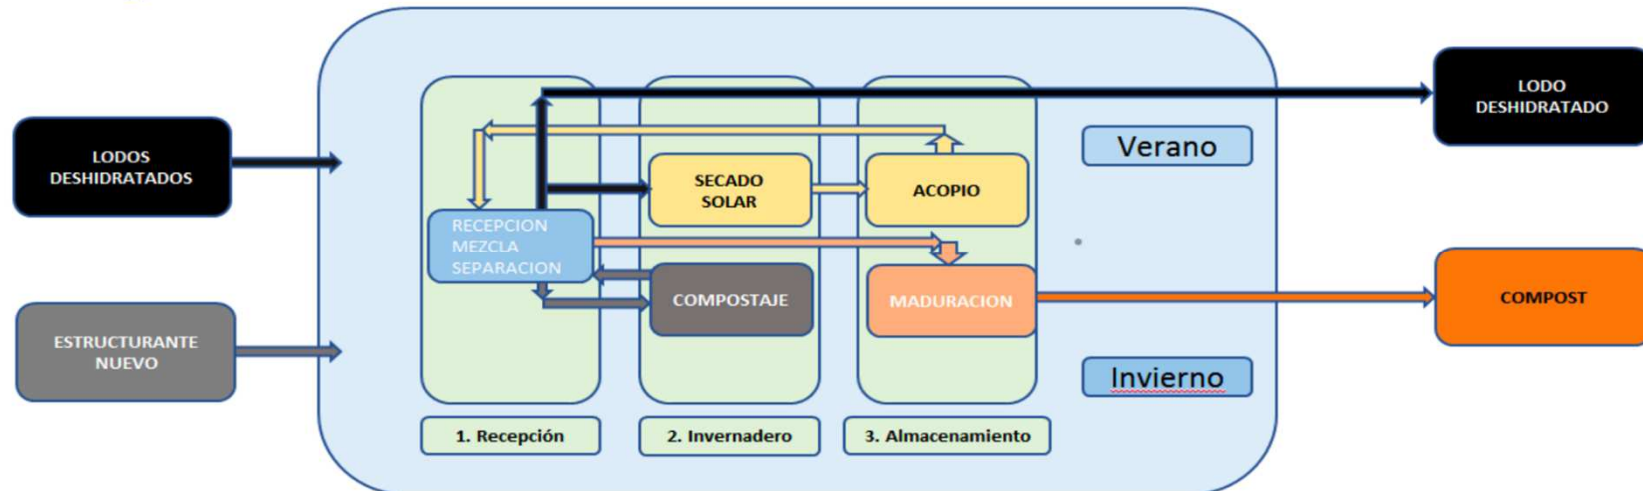 LODOS
DESHIDRATADOS
ESTRUCTURANTE
NUEVO
RECEPCION
MEZCLA
SEPARACION
1. Recepción
SECADO
SOLAR
COMPOSTAJE
2. Invernadero
ACOPIO
MADURACION
3. Almacenamiento
Verano
Invierno
LODO
DESHIDRATADO
COMPOST